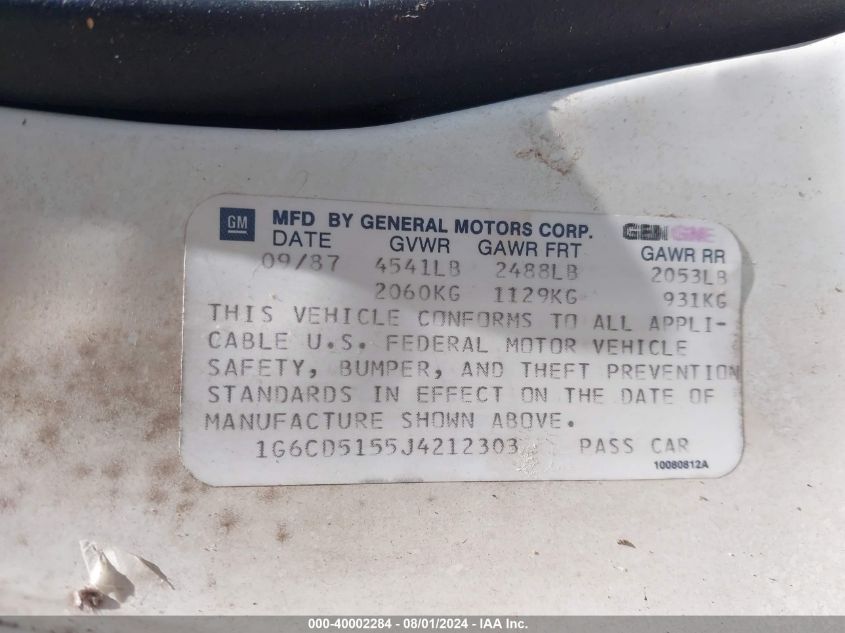 GM MFD BY GENERAL MOTORS CORP. GEN GME
DATE GVWR GAWR FRT GAWR RR
09/87 4541LB 2488LB 2053LB
2060KG 1129KG 931KG
THIS VEHICLE CONFORMS TO ALL APPLI-
CABLE U.S. FEDERAL MOTOR VEHICLE
SAFETY, BUMPER, AND THEFT PREVENTION
STANDARDS IN EFFECT ON THE DATE OF
MANUFACTURE SHOWN ABOVE.
1G6CD5155J4212303 PASS CAR
10080812A
000-40002284 - 08/01/2024 - IAA Inc.